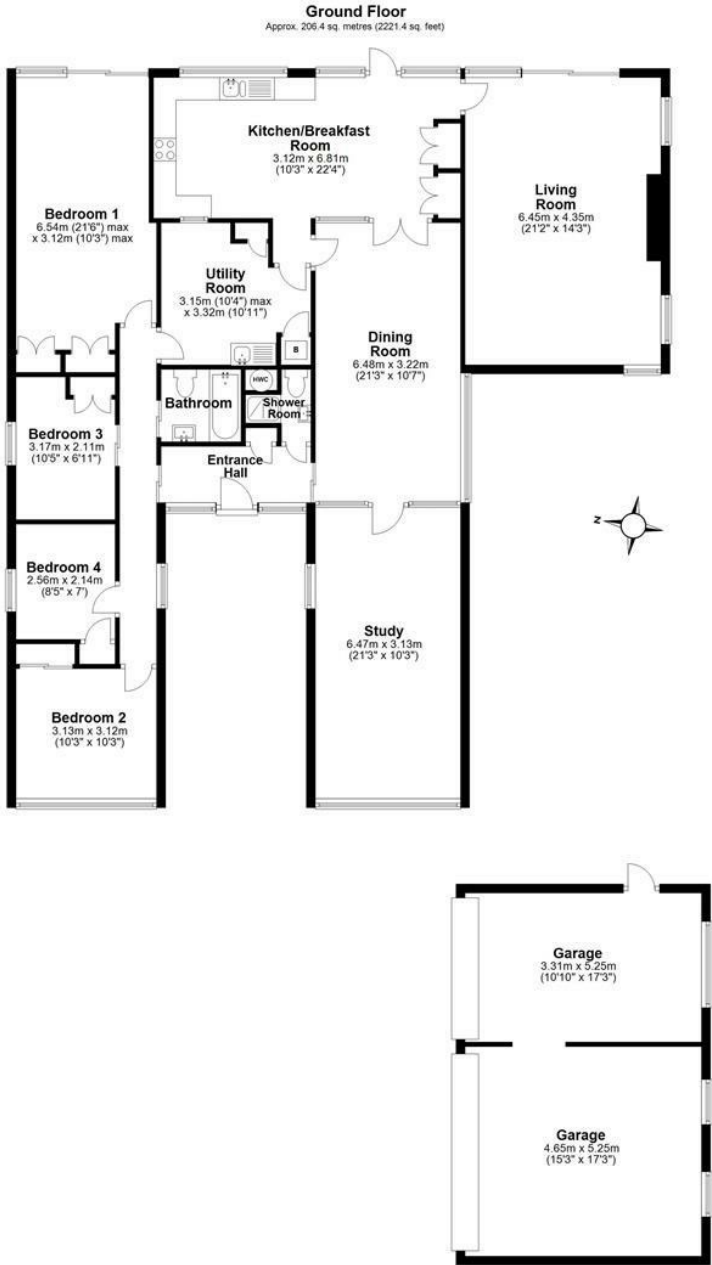 Ground Floor
Approx. 206.4 sq. metres (2221.4 sq. feet)
Kitchen/Breakfast
Room
3.12m x 6.81m
(10'3" x 22'4")
Living
Room
6.45m x 4.35m
(21'2" x 14'3")
Bedroom 1
6.54m (21'6") max
x 3.12m (10'3") max
Utility
Room
3.15m (10'4") max
x 3.32m (10'11")
B
Dining
Room
6.48m x 3.22m
(21'3" x 10'7")
HWC
Bathroom
Shower
Room
Bedroom 3
3.17m x 2.11m
(10'5" x 6'11")
Entrance
Hall
N
Bedroom 4
2.56m x 2.14m
(8'5" x 7')
Study
6.47m x 3.13m
(21'3" x 10'3")
Bedroom 2
3.13m x 3.12m
(10'3" x 10'3")
Garage
3.31m x 5.25m
(10'10" x 17'3")
Garage
4.65m x 5.25m
(15'3" x 17'3")